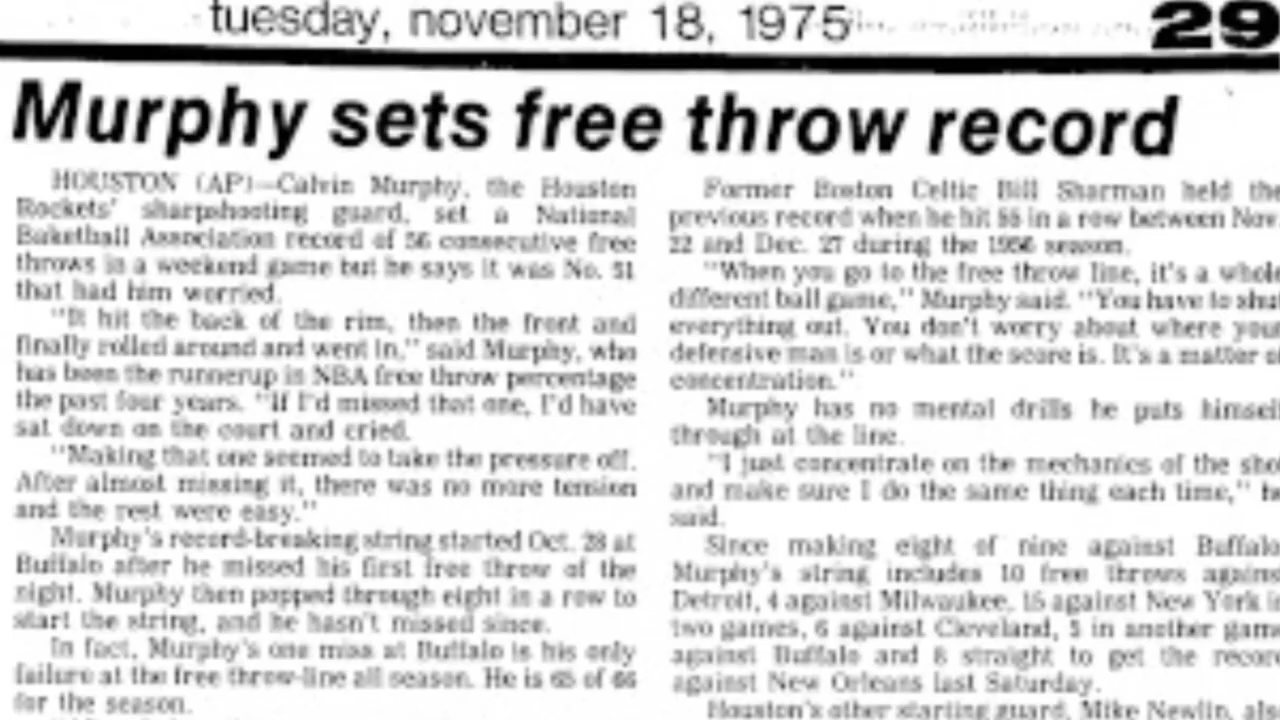 tuesday, november 18, 1975
29
Murphy sets free throw record
HOUSTON (AP)—Calvin Murphy, the Houston
Rockets' sharpshooting guard, set a National
Baketball Association record of 56 consecutive free
throws in a weekend game but he says it was No. 51
that had him worried.
"It hit the back of the rim, then the front and
finally rolled around and went in," said Murphy, who
has been the runnerup in NBA free throw percentage
the past four years. "If I'd missed that one, I'd have
sat down on the court and cried.
"Making that one seemed to take the pressure off.
After almost missing it, there was no more tension
and the rest were easy."
Murphy's record-breaking string started Oct. 28 at
Buffalo after he missed his first free throw of the
night. Murphy then popped through eight in a row to
start the string, and he hasn't missed since.
In fact, Murphy's one miss at Buffalo is his only
failure at the free throw-line all season. He is 65 of 66
for the season.
Former Boston Celtic Bill Sharman held the
previous record when he hit 55 in a row between Nov.
22 and Dec. 27 during the 1956 season.
"When you go to the free throw line, it's a whole
different ball game," Murphy said. "You have to shut
everything out. You don't worry about where your
defensive man is or what the score is. It's a matter of
concentration."
Murphy has no mental drills he puts himself
through at the line.
"I just concentrate on the mechanics of the shot
and make sure I do the same thing each time," he
said.
Since making eight of nine against Buffalo
Murphy's string includes 10 free throws against
Detroit, 4 against Milwaukee, 15 against New York in
two games, 6 against Cleveland, 5 in another game
against Buffalo and 8 straight to get the record
against New Orleans last Saturday.
Houston's other starting guard, Mike Newlin, also